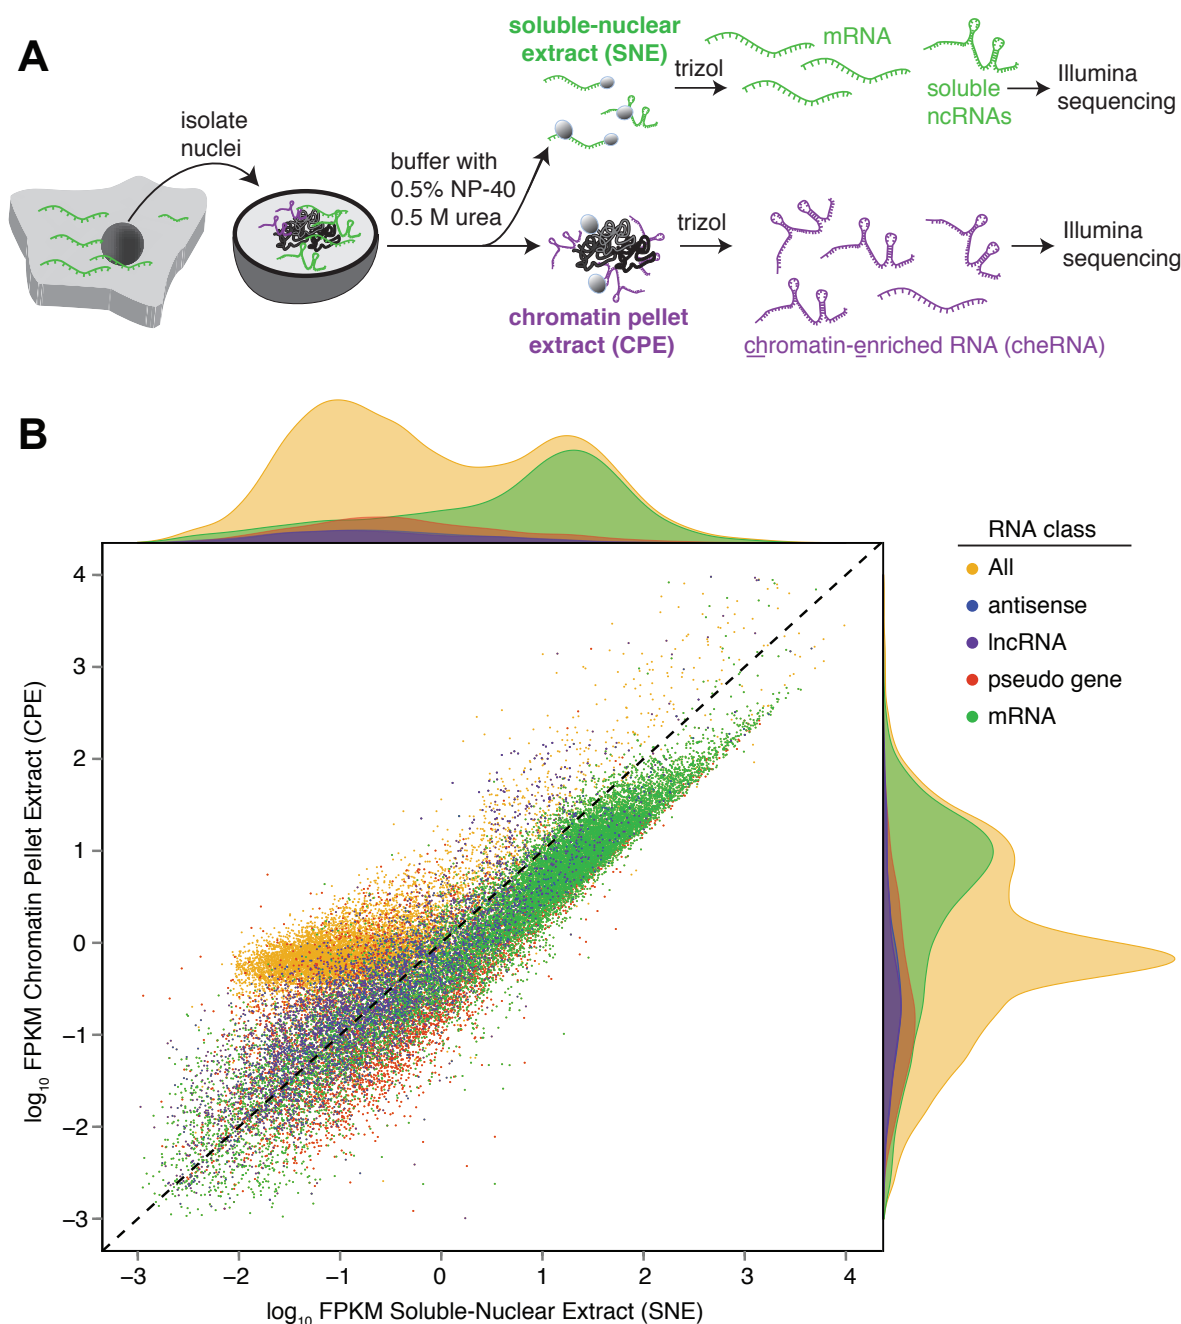 A
isolate
nuclei
buffer with
0.5% NP-40
0.5 M urea
soluble-nuclear
extract (SNE)
trizol
mRNA
soluble
ncRNAs
Illumina
sequencing
chromatin pellet
extract (CPE)
trizol
chromatin-enriched RNA (cheRNA)
Illumina
sequencing
B
RNA class
All
antisense
lncRNA
pseudo gene
mRNA
log10 FPKM Chromatin Pellet Extract (CPE)
4
3
2
1
0
−1
−2
−3
−3 −2 −1 0 1 2 3 4
log10 FPKM Soluble-Nuclear Extract (SNE)